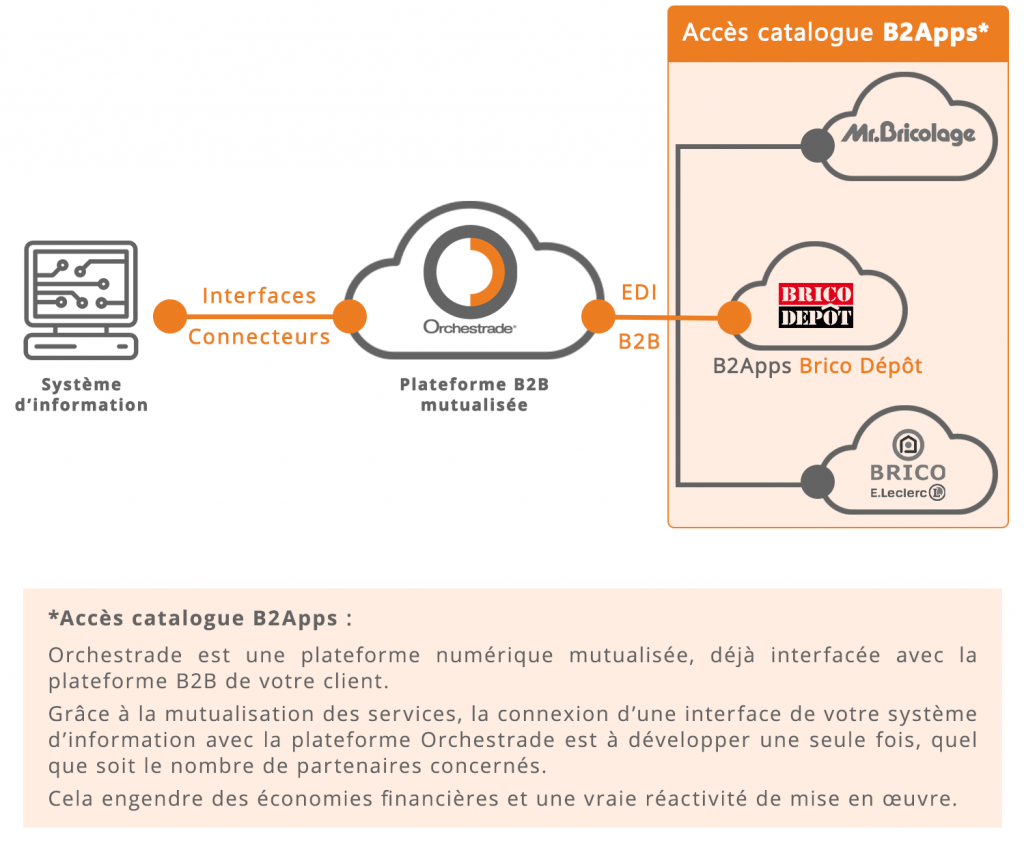 Accès catalogue B2Apps*
Mr.Bricolage
Interfaces
Connecteurs
Orchestrade®
EDI
B2B
BRICO
DEPÔT
B2Apps Brico Dépôt
Système
d’information
Plateforme B2B
mutualisée
BRICO
E.Leclerc
*Accès catalogue B2Apps :
Orchestrade est une plateforme numérique mutualisée, déjà interfacée avec la
plateforme B2B de votre client.
Grâce à la mutualisation des services, la connexion d’une interface de votre système
d’information avec la plateforme Orchestrade est à développer une seule fois, quel
que soit le nombre de partenaires concernés.
Cela engendre des économies financières et une vraie réactivité de mise en œuvre.